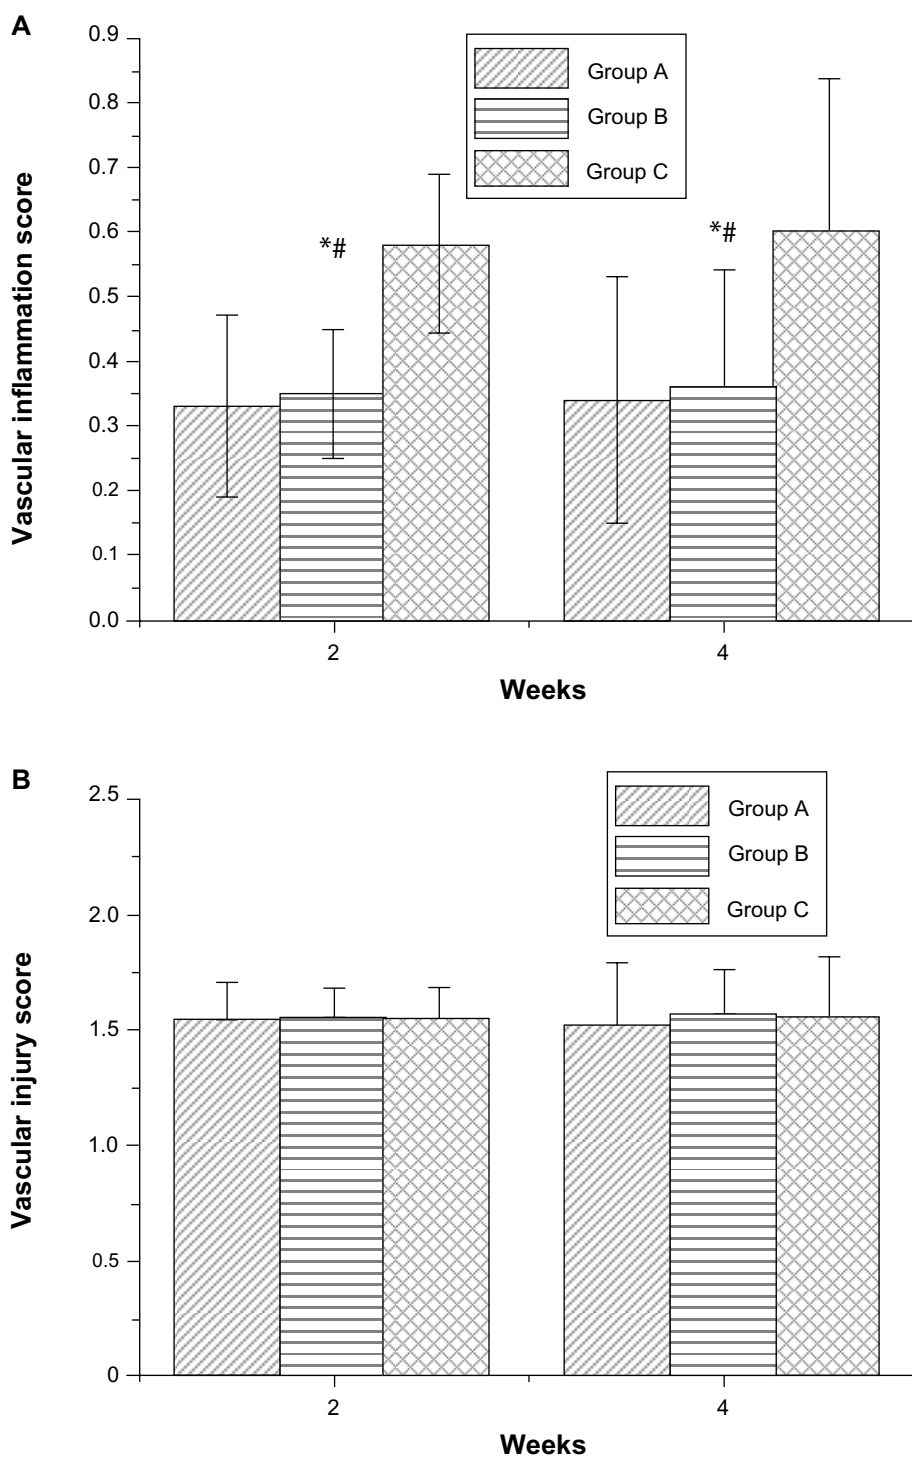 A
Vascular inflammation score
0.9
0.8
0.7
0.6
0.5
0.4
0.3
0.2
0.1
0.0
Group A
Group B
Group C
*#
*#
2
4
Weeks
B
Vascular injury score
2.5
2.0
1.5
1.0
0.5
0
Group A
Group B
Group C
2
4
Weeks